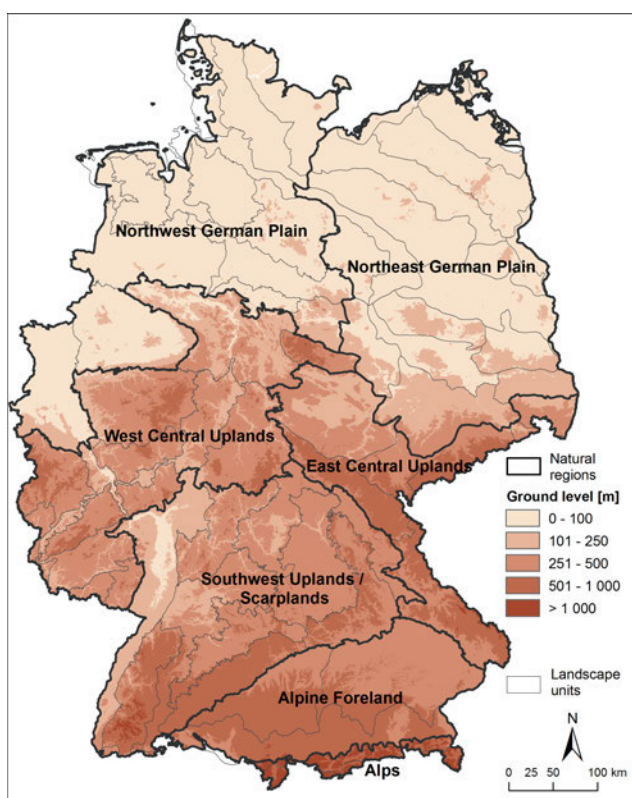 Northwest German Plain
Northeast German Plain
West Central Uplands
East Central Uplands
Southwest Uplands /
Scarplands
Alpine Foreland
Alps
Natural
regions
Ground level [m]
0 - 100
101 - 250
251 - 500
501 - 1 000
> 1 000
Landscape
units
N
0 25 50 100
km